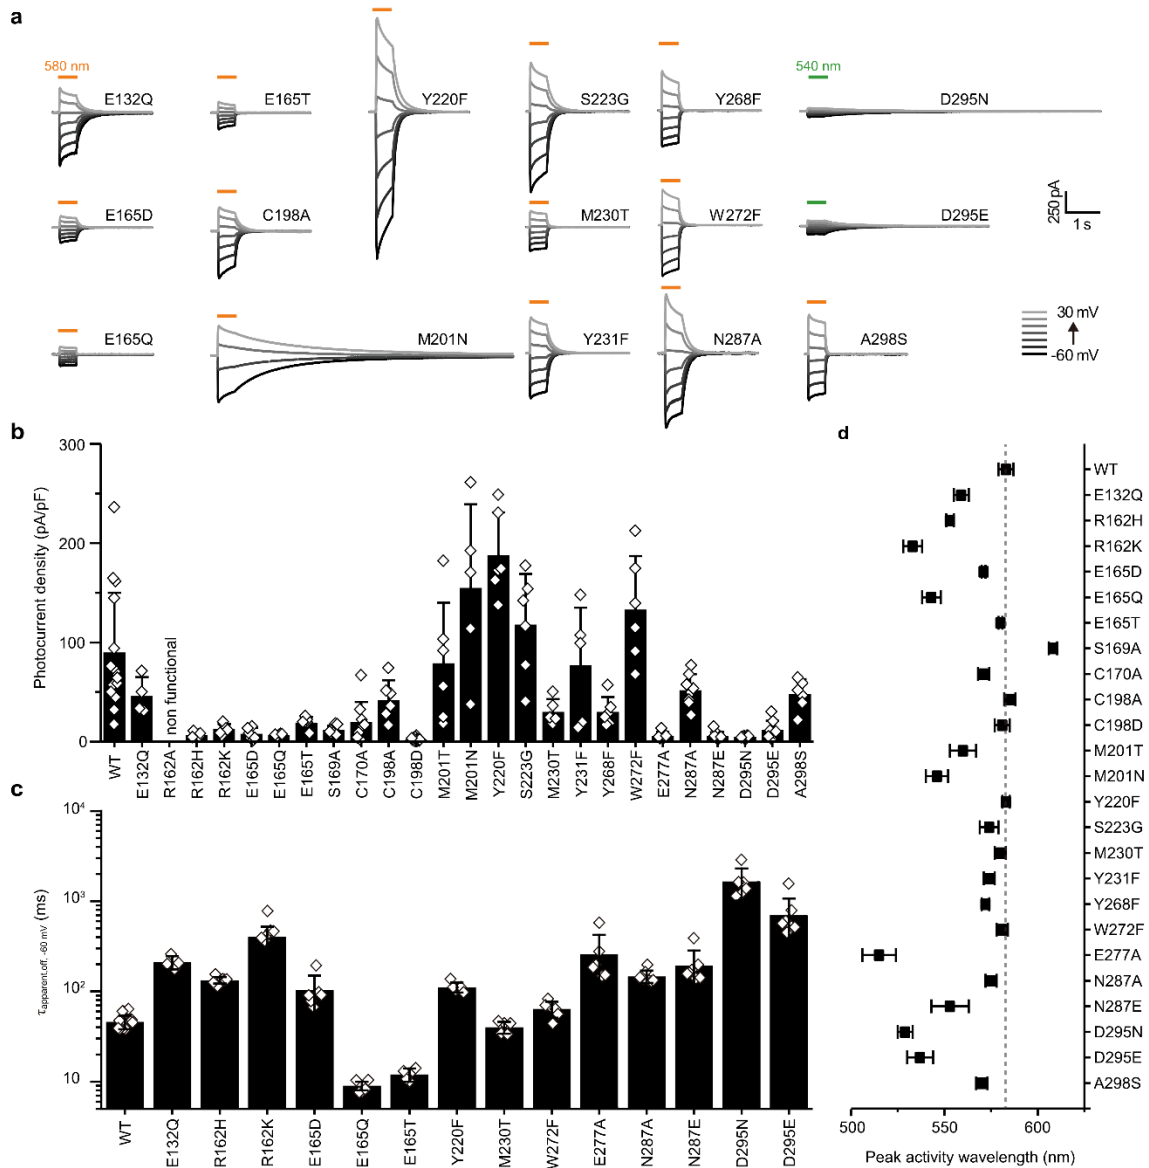 a
580 nm
540 nm
E132Q
E165T
Y220F
S223G
Y268F
D295N
E165D
C198A
M230T
W272F
D295E
250 pA
1 s
E165Q
M201N
Y231F
N287A
A298S
30 mV
-60 mV
b
Photocurrent density (pA/pF)
300
200
100
0
non functional
WT
E132Q
R162A
R162H
R162K
E165D
E165Q
E165T
S169A
C170A
C198A
C198D
M201T
M201N
Y220F
S223G
M230T
Y231F
Y268F
W272F
E277A
N287A
N287E
D295N
D295E
A298S
c
τapparent.off, -60 mV (ms)
10⁴
10³
10²
10
WT
E132Q
R162H
R162K
E165D
E165Q
E165T
Y220F
M230T
W272F
E277A
N287A
N287E
D295N
D295E
d
WT
E132Q
R162H
R162K
E165D
E165Q
E165T
S169A
C170A
C198A
C198D
M201T
M201N
Y220F
S223G
M230T
Y231F
Y268F
W272F
E277A
N287A
N287E
D295N
D295E
A298S
500
550
600
Peak activity wavelength (nm)